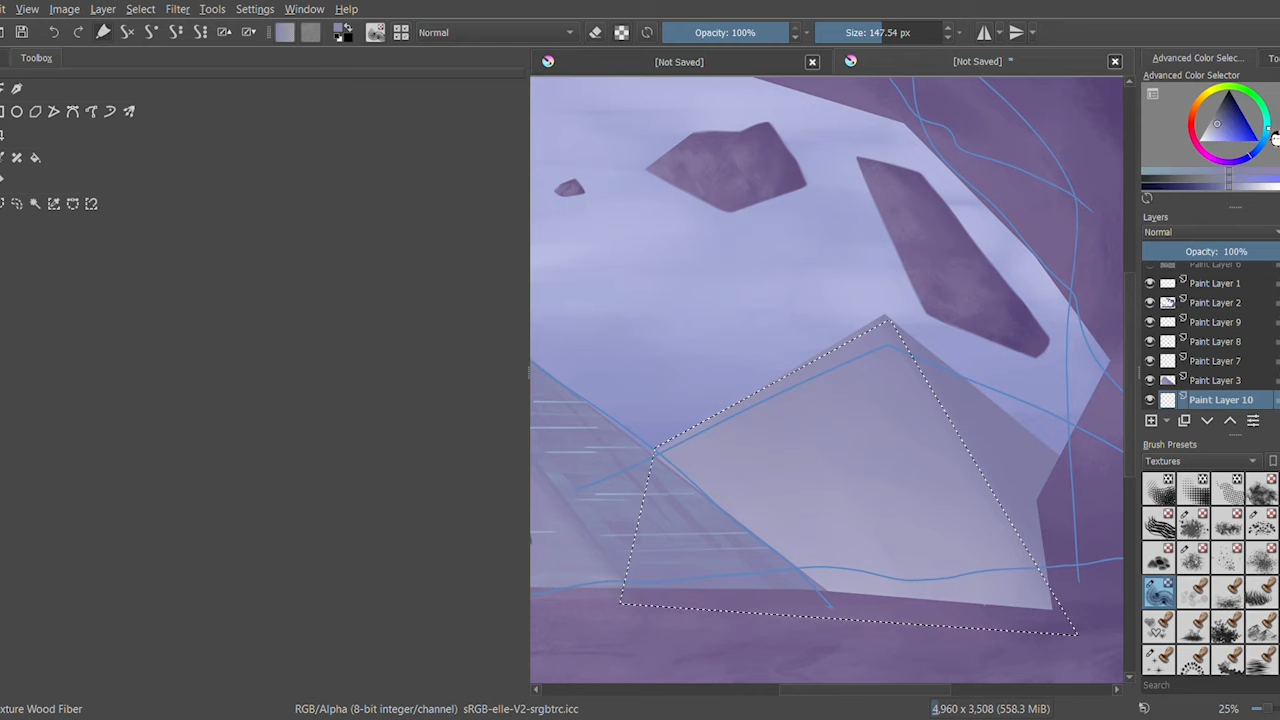 it View Image Layer Select Filter Tools Settings Window Help
Normal
Opacity: 100%
Size: 147.54 px
Toolbox
[Not Saved]
[Not Saved] *
Advanced Color Selec...
Advanced Color Selector
Layers
Normal
Opacity: 100%
Paint Layer 6
Paint Layer 1
Paint Layer 2
Paint Layer 9
Paint Layer 8
Paint Layer 7
Paint Layer 3
Paint Layer 10
Brush Presets
Textures
Search
xture Wood Fiber
RGB/Alpha (8-bit integer/channel) sRGB-elle-V2-srgbtrc.icc
4,960 x 3,508 (558.3 MiB)
25%